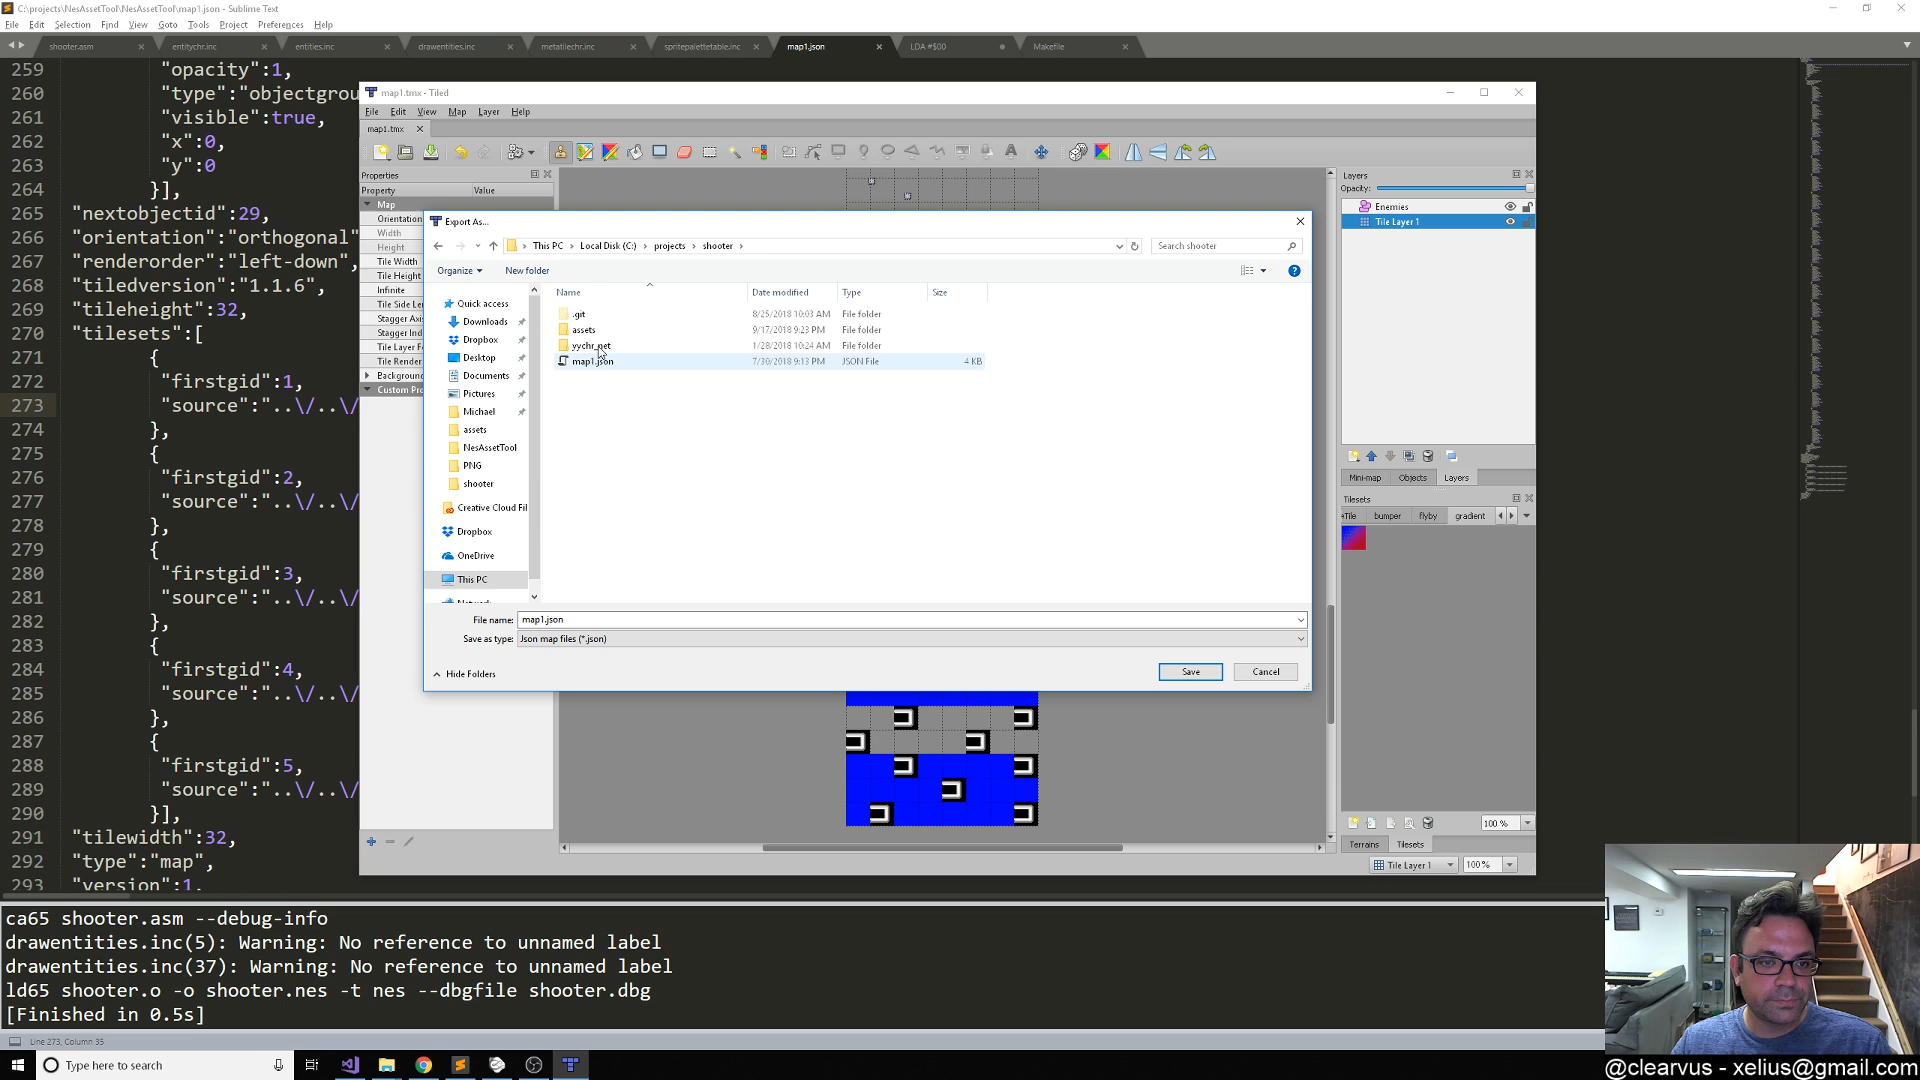 C:\projects\NesAssetTool\NesAssetTool\map1.json - Sublime Text
File Edit Selection Find View Goto Tools Project Preferences Help
shooter.asm entitychr.inc entities.inc drawentities.inc metatilechr.inc spritepalettetable.inc map1.json LDA #$00 Makefile
259 "opacity":1,
260 "type":"objectgrou
261 "visible":true,
262 "x":0,
263 "y":0
264 }],
265 "nextobjectid":29,
266 "orientation":"orthogonal"
267 "renderorder":"left-down",
268 "tiledversion":"1.1.6",
269 "tileheight":32,
270 "tilesets":[
271 {
272 "firstgid":1,
273 "source":"..\/..\/
274 },
275 {
276 "firstgid":2,
277 "source":"..\/..\/
278 },
279 {
280 "firstgid":3,
281 "source":"..\/..\/
282 },
283 {
284 "firstgid":4,
285 "source":"..\/..\/
286 },
287 {
288 "firstgid":5,
289 "source":"..\/..\/
290 }],
291 "tilewidth":32,
292 "type":"map",
293 "version":1,
map1.tmx - Tiled
File Edit View Map Layer Help
map1.tmx
Properties
Property Value
Map
Orientation
Width
Height
Tile Width
Tile Height
Infinite
Tile Side Le
Stagger Axi
Stagger Ind
Tile Layer F
Tile Render
Background
Custom Pro
Export As...
This PC Local Disk (C:) projects shooter
Search shooter
Organize New folder
Quick access
Downloads
Dropbox
Desktop
Documents
Pictures
Michael
assets
NesAssetTool
PNG
shooter
Creative Cloud Fil
Dropbox
OneDrive
This PC
Name Date modified Type Size
.git 8/25/2018 10:03 AM File folder
assets 9/17/2018 9:23 PM File folder
yychr_net 1/28/2018 10:24 AM File folder
map1.json 7/30/2018 9:13 PM JSON File 4 KB
File name: map1.json
Save as type: Json map files (*.json)
Hide Folders
Save Cancel
Layers
Opacity:
Enemies
Tile Layer 1
Mini-map Objects Layers
Tilesets
eTile bumper flyby gradient
100 %
Terrains Tilesets
Tile Layer 1 100 %
ca65 shooter.asm --debug-info
drawentities.inc(5): Warning: No reference to unnamed label
drawentities.inc(37): Warning: No reference to unnamed label
ld65 shooter.o -o shooter.nes -t nes --dbgfile shooter.dbg
[Finished in 0.5s]
Line 273, Column 35
Type here to search
@clearvus - xelius@gmail.com